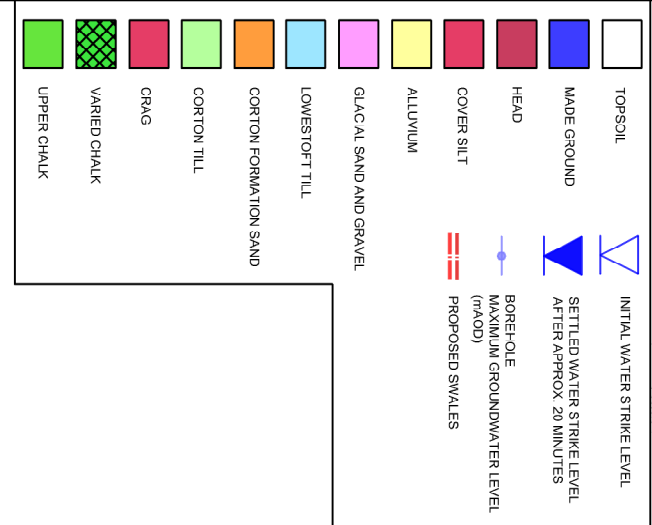 TOPSOIL
MADE GROUND
HEAD
COVER SILT
ALLUVIUM
GLAC AL SAND AND GRAVEL
LOWESTOFT TILL
CORTON FORMATION SAND
CORTON TILL
CRAG
VARIED CHALK
UPPER CHALK
INITIAL WATER STRIKE LEVEL
SETTLED WATER STRIKE LEVEL
AFTER APPROX. 20 MINUTES
BOREHOLE
MAXIMUM GROUNDWATER LEVEL
(mAOD)
PROPOSED SWALES